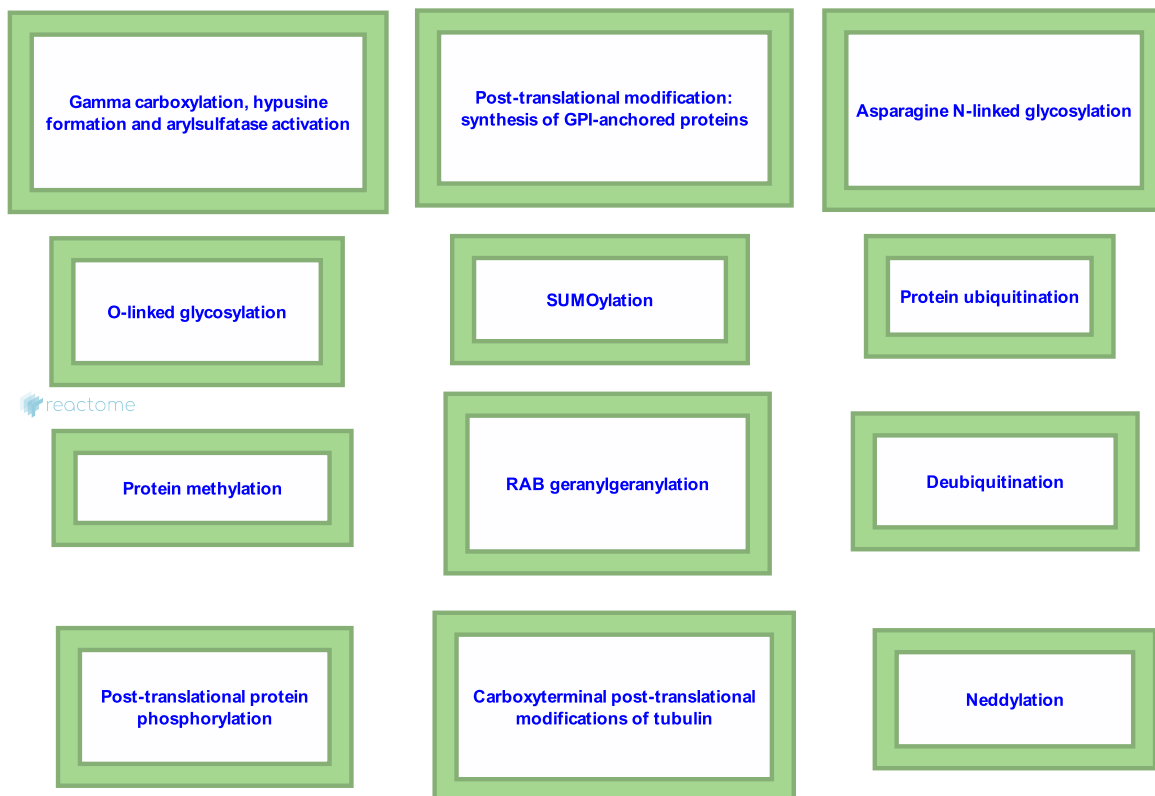 Gamma carboxylation, hypusine
formation and arylsulfatase activation
Post-translational modification:
synthesis of GPI-anchored proteins
Asparagine N-linked glycosylation
O-linked glycosylation
SUMOylation
Protein ubiquitination
reactome
Protein methylation
RAB geranylgeranylation
Deubiquitination
Post-translational protein
phosphorylation
Carboxyterminal post-translational
modifications of tubulin
Neddylation